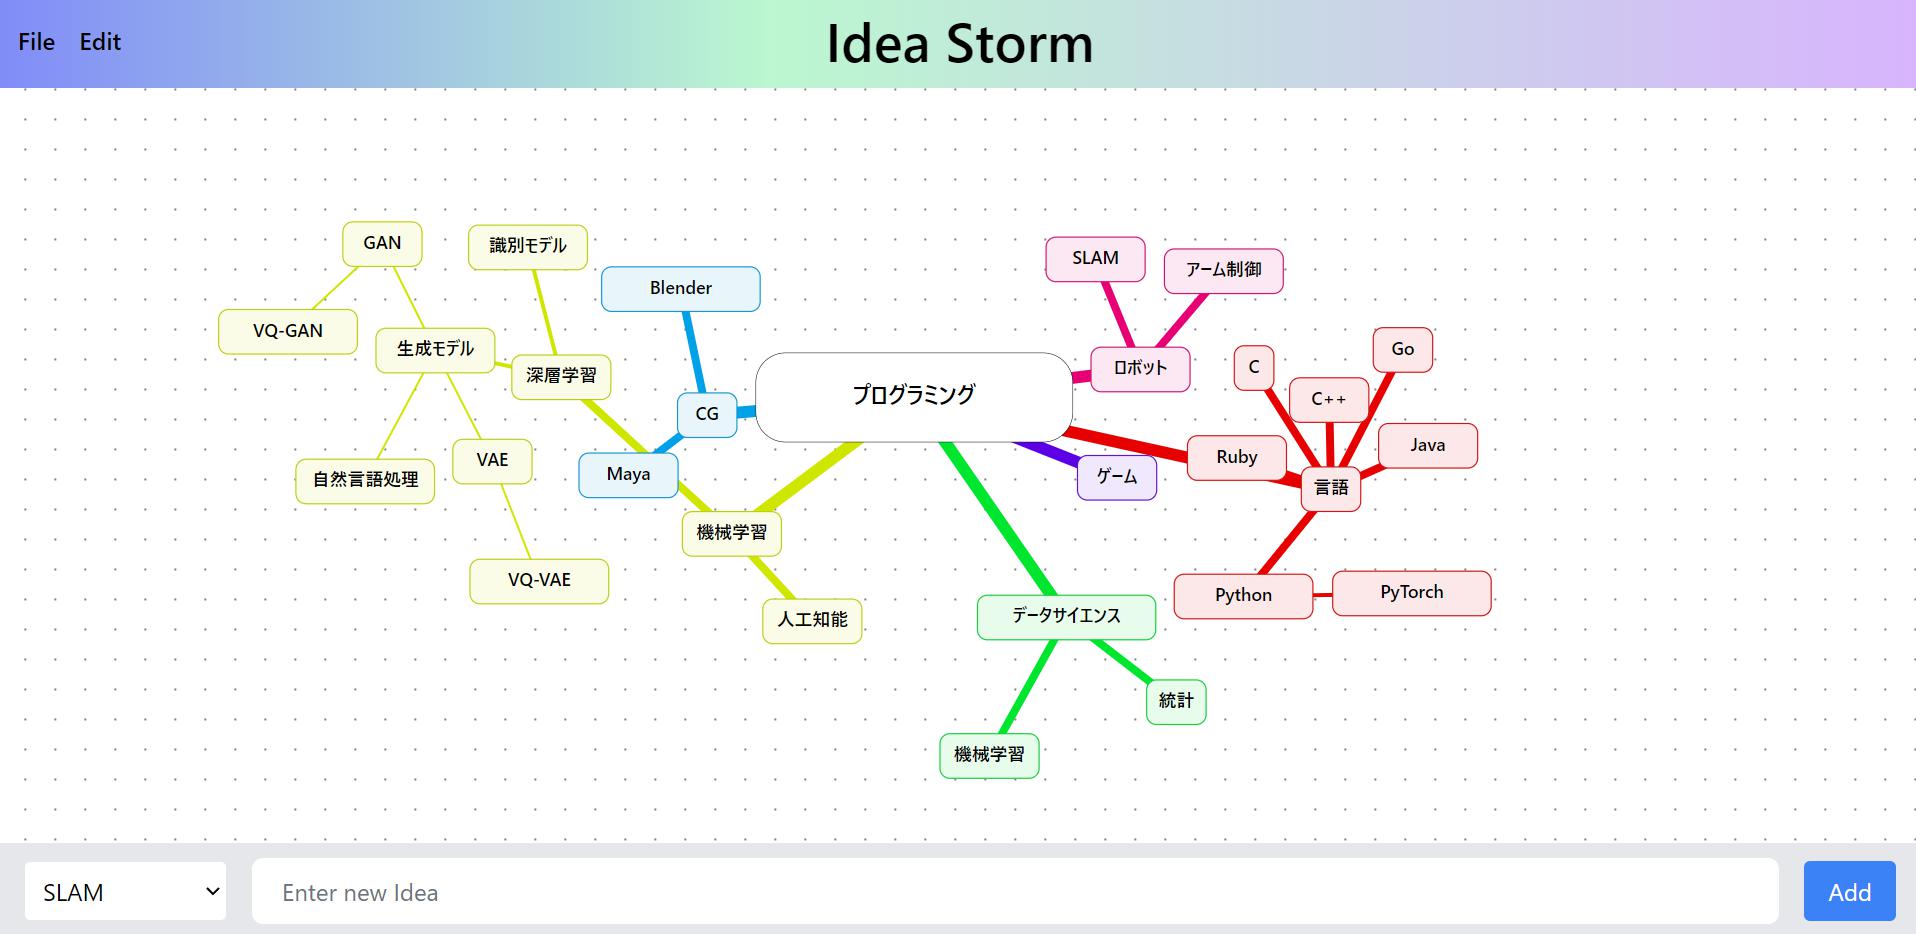 File Edit
Idea Storm
GAN
識別モデル
SLAM
アーム制御
Blender
VQ-GAN
生成モデル
深層学習
CG
プログラミング
ロボット
C
Go
C++
Java
Ruby
ゲーム
言語
自然言語処理
VAE
Maya
機械学習
VQ-VAE
人工知能
データサイエンス
Python
PyTorch
統計
機械学習
SLAM
Enter new Idea
Add